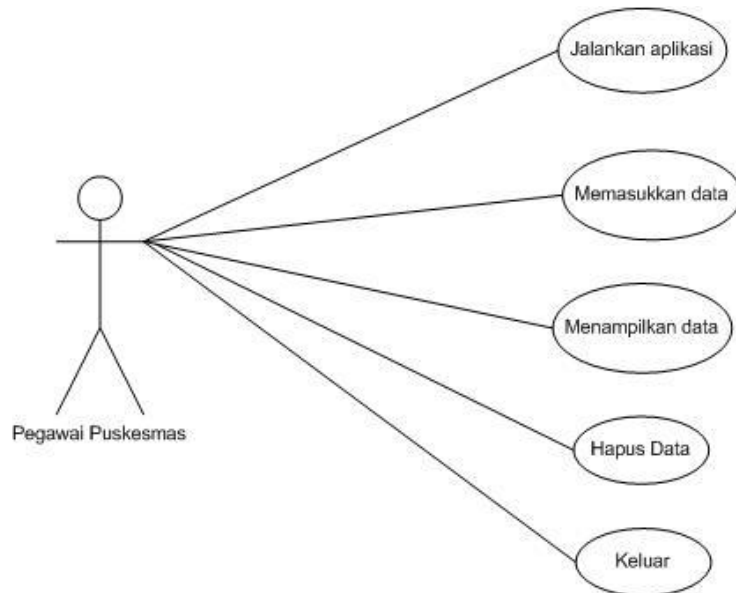 Jalankan aplikasi
Memasukkan data
Menampilkan data
Pegawai Puskesmas
Hapus Data
Keluar